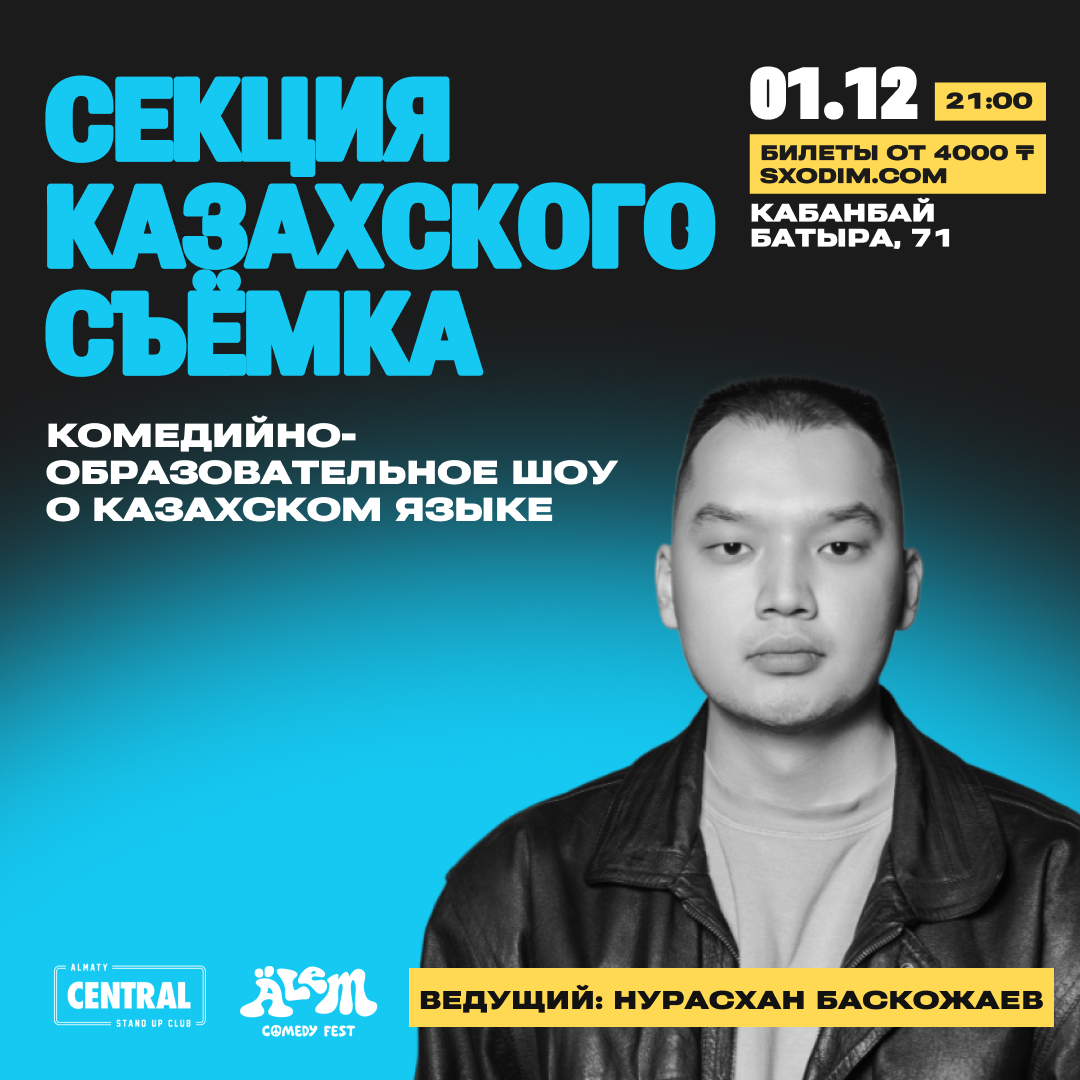 СЕКЦИЯ
КАЗАХСКОГО
СЪЁМКА
01.12
21:00
БИЛЕТЫ ОТ 4000 ₸
SXODIM.COM
КАБАНБАЙ
БАТЫРА, 71
КОМЕДИЙНО-
ОБРАЗОВАТЕЛЬНОЕ ШОУ
О КАЗАХСКОМ ЯЗЫКЕ
ALMATY
CENTRAL
STAND UP CLUB
ÄLEM
COMEDY FEST
ВЕДУЩИЙ: НУРАСХАН БАСКОЖАЕВ